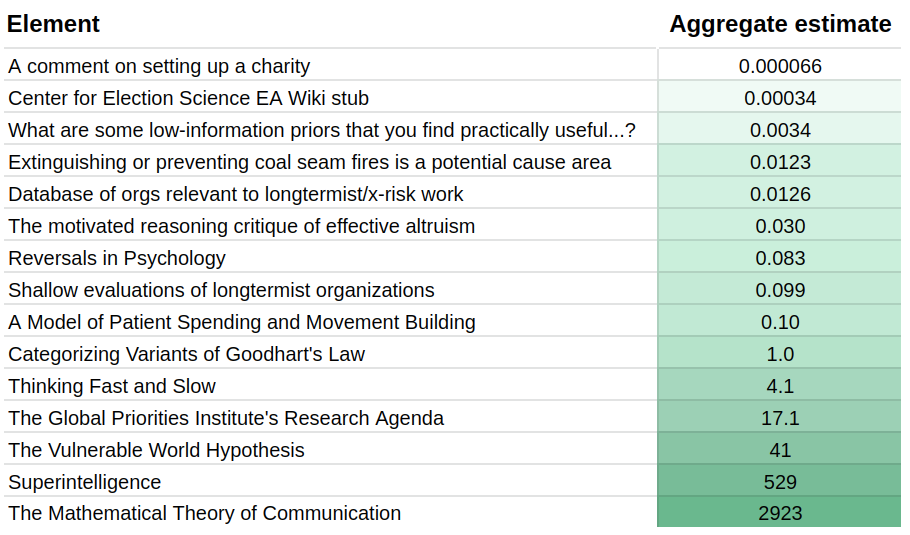 Element Aggregate estimate
A comment on setting up a charity 0.000066
Center for Election Science EA Wiki stub 0.00034
What are some low-information priors that you find practically useful...? 0.0034
Extinguishing or preventing coal seam fires is a potential cause area 0.0123
Database of orgs relevant to longtermist/x-risk work 0.0126
The motivated reasoning critique of effective altruism 0.030
Reversals in Psychology 0.083
Shallow evaluations of longtermist organizations 0.099
A Model of Patient Spending and Movement Building 0.10
Categorizing Variants of Goodhart's Law 1.0
Thinking Fast and Slow 4.1
The Global Priorities Institute's Research Agenda 17.1
The Vulnerable World Hypothesis 41
Superintelligence 529
The Mathematical Theory of Communication 2923